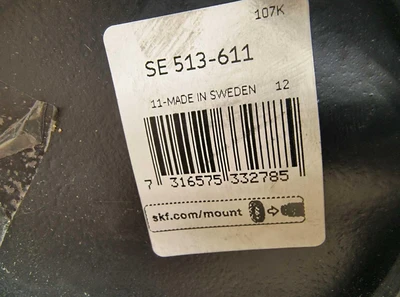 107K
SE 513-611
11-MADE IN SWEDEN 12
7 316575 332785
skf.com/mount